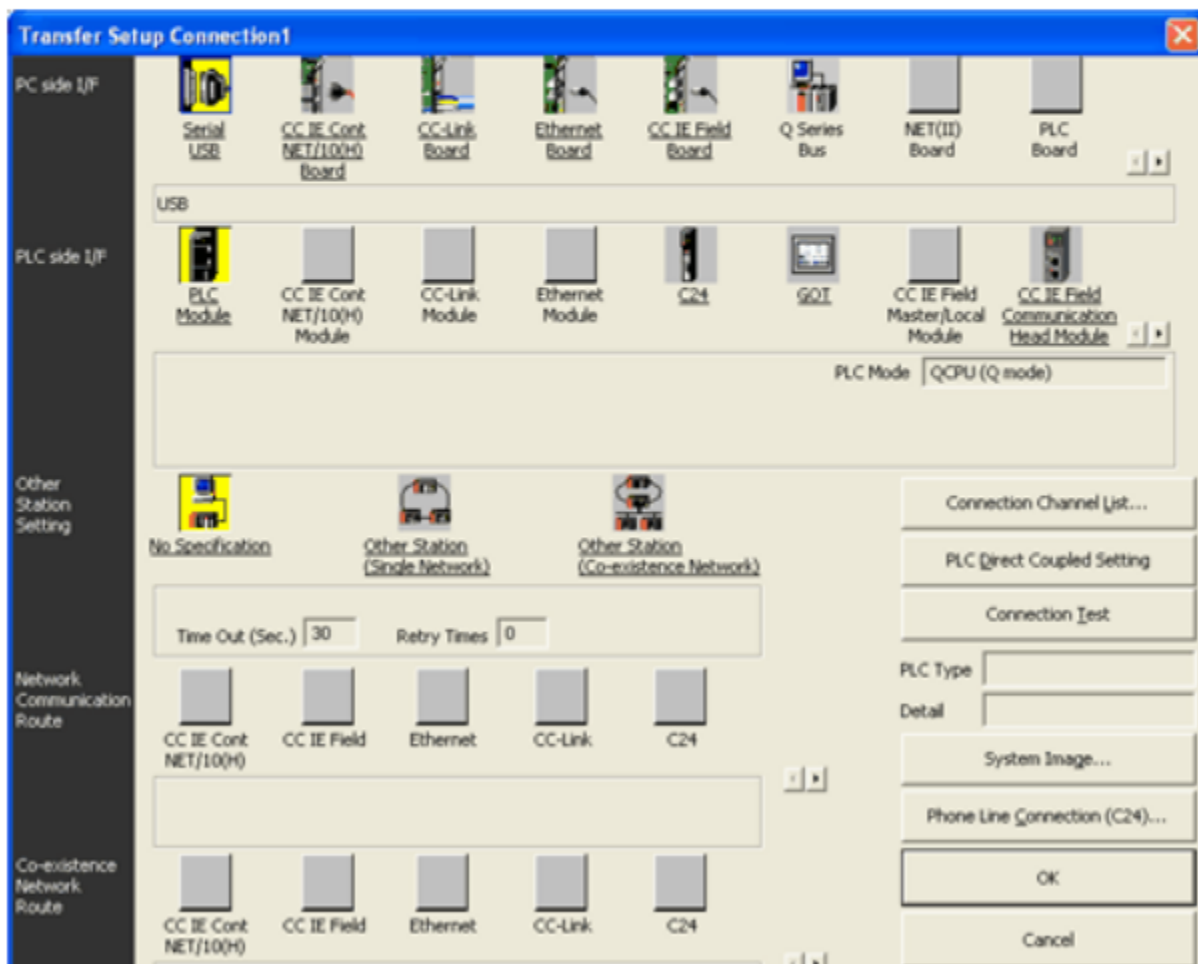 Transfer Setup Connection1
PC side I/F
Serial
USB
CC IE Cont
NET/10(H)
Board
CC-Link
Board
Ethernet
Board
CC IE Field
Board
Q Series
Bus
NET(II)
Board
PLC
Board
USB
PLC side I/F
PLC
Module
CC IE Cont
NET/10(H)
Module
CC-Link
Module
Ethernet
Module
C24
GOT
CC IE Field
Master/Local
Module
CC IE Field
Communication
Head Module
PLC Mode QCPU (Q mode)
Other
Station
Setting
No Specification
Other Station
(Single Network)
Other Station
(Co-existence Network)
Connection Channel List...
PLC Direct Coupled Setting
Connection Test
Time Out (Sec.) 30 Retry Times 0
PLC Type
Detail
System Image...
Phone Line Connection (C24)...
OK
Cancel
Network
Communication
Route
CC IE Cont
NET/10(H)
CC IE Field
Ethernet
CC-Link
C24
Co-existence
Network
Route
CC IE Cont
NET/10(H)
CC IE Field
Ethernet
CC-Link
C24